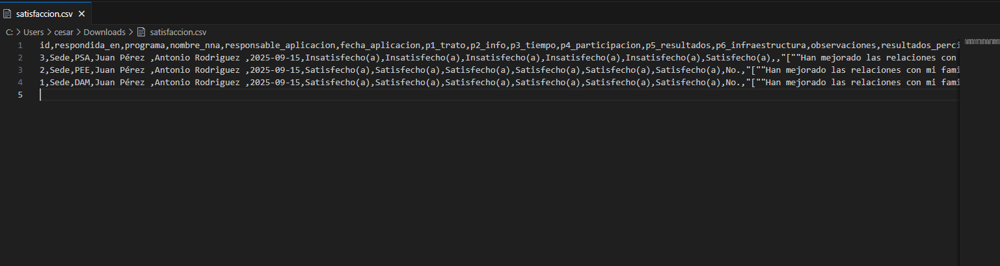 satisfaccion.csv
C: > Users > cesar > Downloads > satisfaccion.csv
1 id,respondida_en,programa,nombre_nna,responsable_aplicacion,fecha_aplicacion,p1_trato,p2_info,p3_tiempo,p4_participacion,p5_resultados,p6_infraestructura,observaciones,resultados_perci
2 3,Sede,PSA,Juan Pérez ,Antonio Rodriguez ,2025-09-15,Insatisfecho(a),Insatisfecho(a),Insatisfecho(a),Insatisfecho(a),Insatisfecho(a),Satisfecho(a),,"[""Han mejorado las relaciones con
3 2,Sede,PEE,Juan Pérez ,Antonio Rodriguez ,2025-09-15,Satisfecho(a),Satisfecho(a),Satisfecho(a),Satisfecho(a),Satisfecho(a),Satisfecho(a),No.,"[""Han mejorado las relaciones con mi fami
4 1,Sede,DAM,Juan Pérez ,Antonio Rodriguez ,2025-09-15,Satisfecho(a),Satisfecho(a),Satisfecho(a),Satisfecho(a),Satisfecho(a),Satisfecho(a),No.,"[""Han mejorado las relaciones con mi fami
5